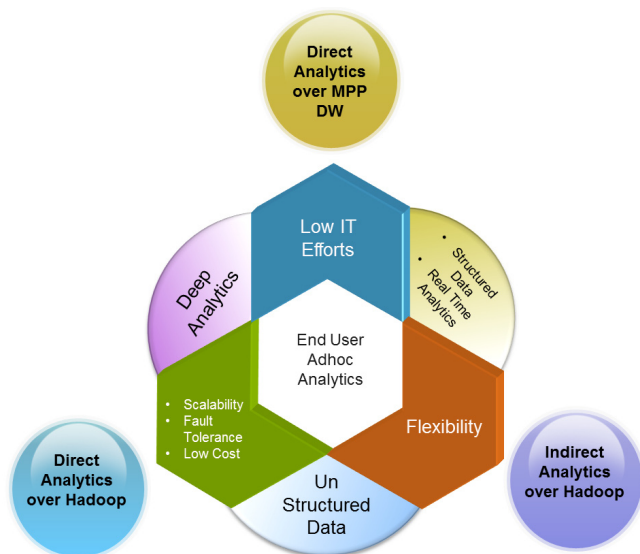 Direct
Analytics
over MPP
DW
Low IT
Efforts
Deep
Analytics
• Structured
Data
• Real Time
Analytics
End User
Adhoc
Analytics
• Scalability
• Fault
Tolerance
• Low Cost
Flexibility
Direct
Analytics
over Hadoop
Un
Structured
Data
Indirect
Analytics
over Hadoop